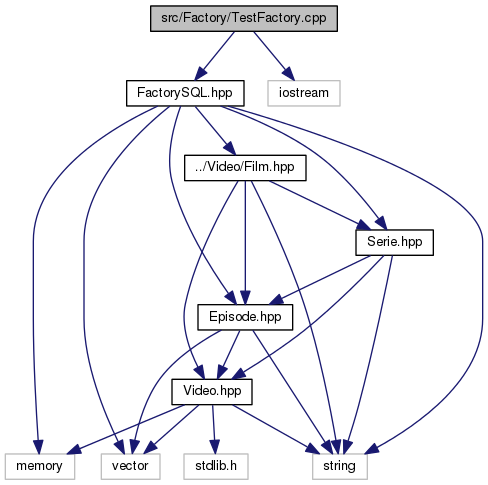 src/Factory/TestFactory.cpp
FactorySQL.hpp
iostream
../Video/Film.hpp
Serie.hpp
Episode.hpp
Video.hpp
memory
vector
stdlib.h
string